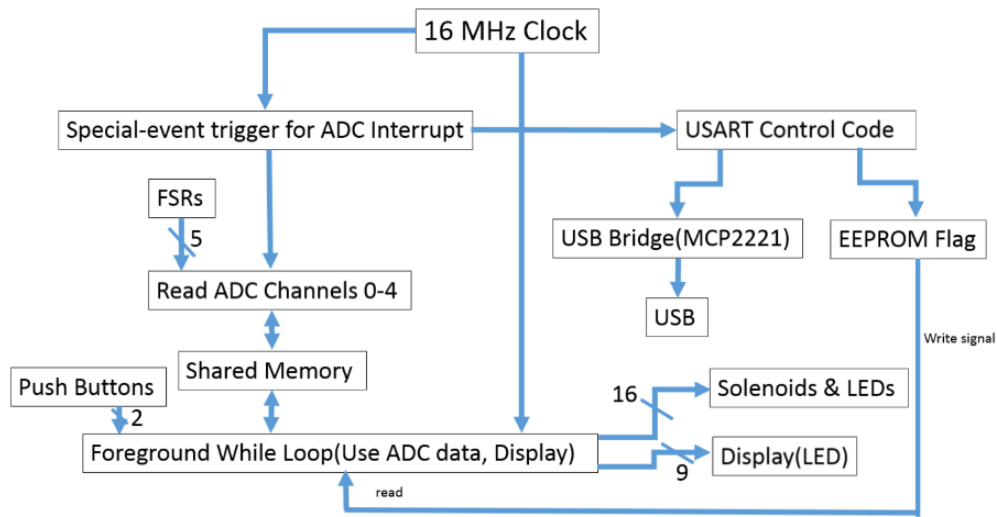 16 MHz Clock
Special-event trigger for ADC Interrupt
USART Control Code
FSRs
5
USB Bridge(MCP2221)
EEPROM Flag
Read ADC Channels 0-4
USB
Write signal
Shared Memory
Push Buttons
2
16
Solenoids & LEDs
Foreground While Loop(Use ADC data, Display)
9
Display(LED)
read